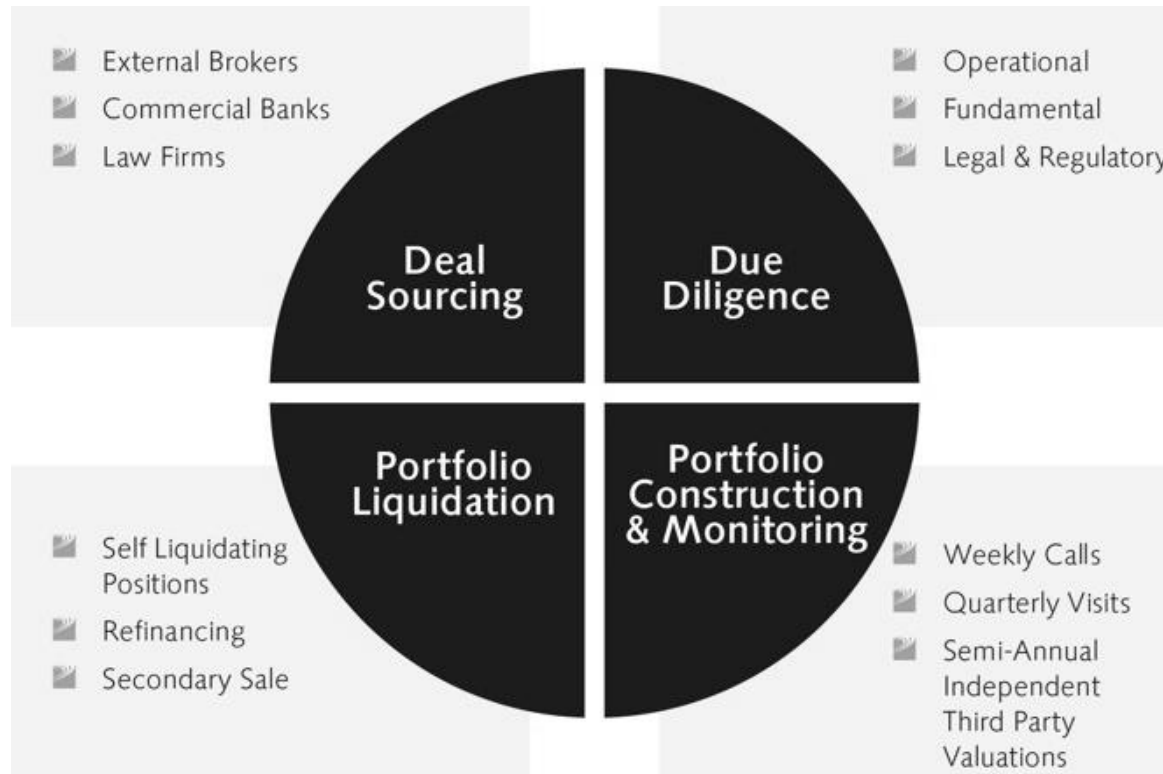 External Brokers
Commercial Banks
Law Firms
Operational
Fundamental
Legal & Regulatory
Deal
Sourcing
Due
Diligence
Portfolio
Liquidation
Portfolio
Construction
& Monitoring
Self Liquidating
Positions
Refinancing
Secondary Sale
Weekly Calls
Quarterly Visits
Semi-Annual
Independent
Third Party
Valuations